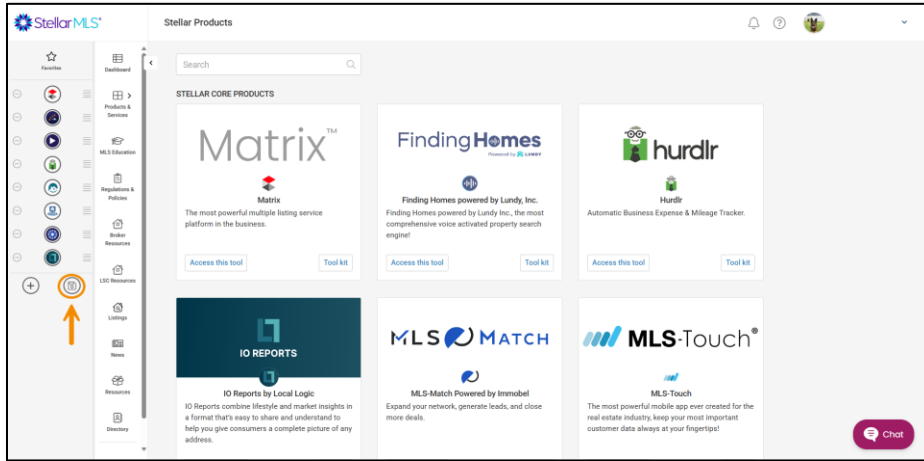 StellarMLS®
Stellar Products
Favorites
Dashboard
Products &
Services
MLS Education
Regulations &
Policies
Broker
Resources
LSC Resources
Listings
News
Resources
Directory
Search
STELLAR CORE PRODUCTS
Matrix™
Matrix
The most powerful multiple listing service
platform in the business.
Access this tool
Tool kit
FindingHomes
Powered by LUNDY
Finding Homes powered by Lundy, Inc.
Finding Homes powered by Lundy Inc., the most
comprehensive voice activated property search
engine!
Access this tool
Tool kit
hurdlr
Hurdlr
Automatic Business Expense & Mileage Tracker.
Access this tool
Tool kit
IO REPORTS
IO Reports by Local Logic
IO Reports combine lifestyle and market insights in
a format that's easy to share and understand to
help you give consumers a complete picture of any
address.
MLS MATCH
MLS-Match Powered by Immobel
Expand your network, generate leads, and close
more deals.
MLS-Touch®
MLS-Touch
The most powerful mobile app ever created for the
real estate industry, keep your most important
customer data always at your fingertips!
Chat